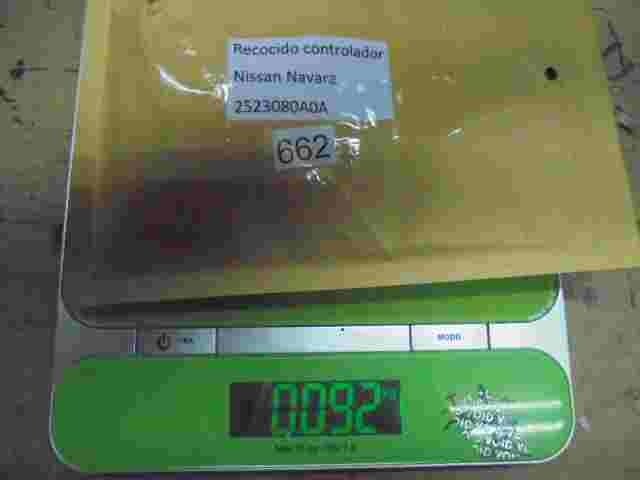 Recocido controlador
Nissan Navara
2523080A0A
662
MODE
0.092